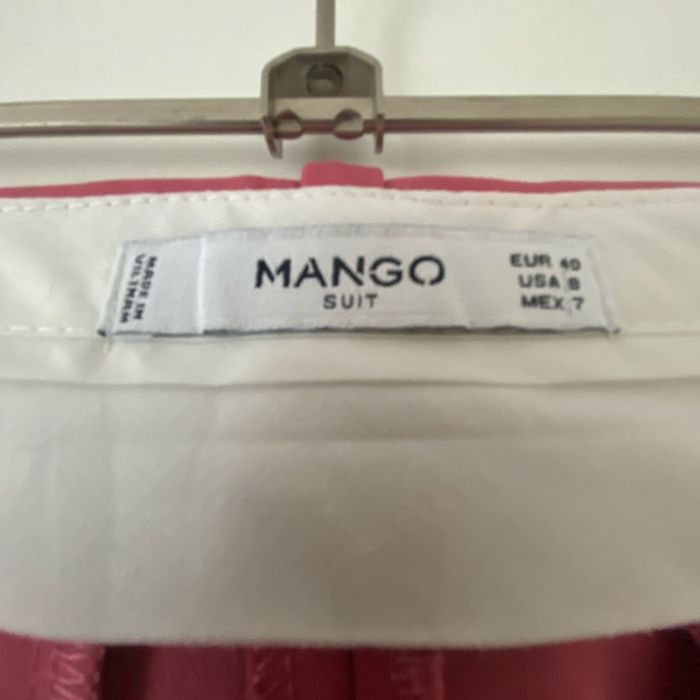 MADE IN
VIETNAM
MANGO
SUIT
EUR 40
USA 8
MEX 7